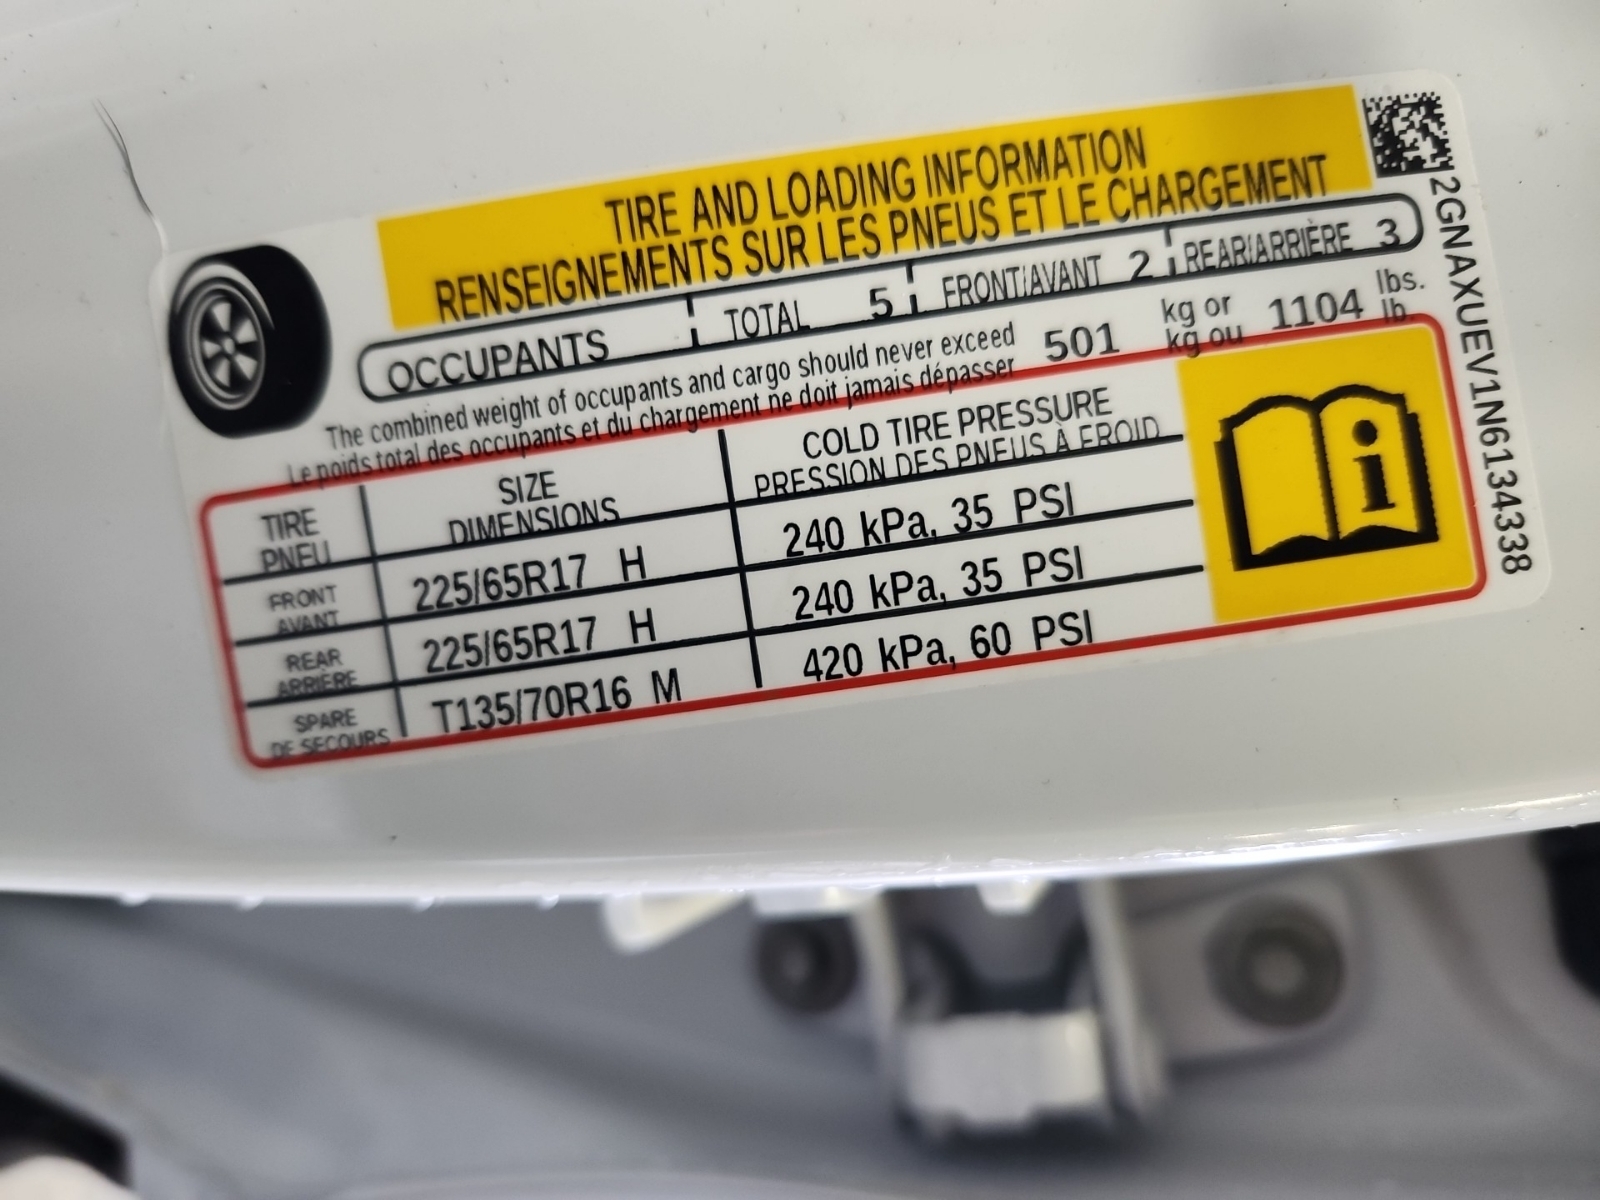 TIRE AND LOADING INFORMATION
RENSEIGNEMENTS SUR LES PNEUS ET LE CHARGEMENT
OCCUPANTS TOTAL 5 FRONT/AVANT 2 REAR/ARRIÈRE 3
The combined weight of occupants and cargo should never exceed 501 kg or 1104 lbs.
Le poids total des occupants et du chargement ne doit jamais dépasser kg ou lb.
TIRE SIZE COLD TIRE PRESSURE
PNEU DIMENSIONS PRESSION DES PNEUS À FROID
FRONT 225/65R17 H 240 kPa, 35 PSI
AVANT
REAR 225/65R17 H 240 kPa, 35 PSI
ARRIÈRE
SPARE T135/70R16 M 420 kPa, 60 PSI
DE SECOURS
i
2GNAXUEV1N6134338